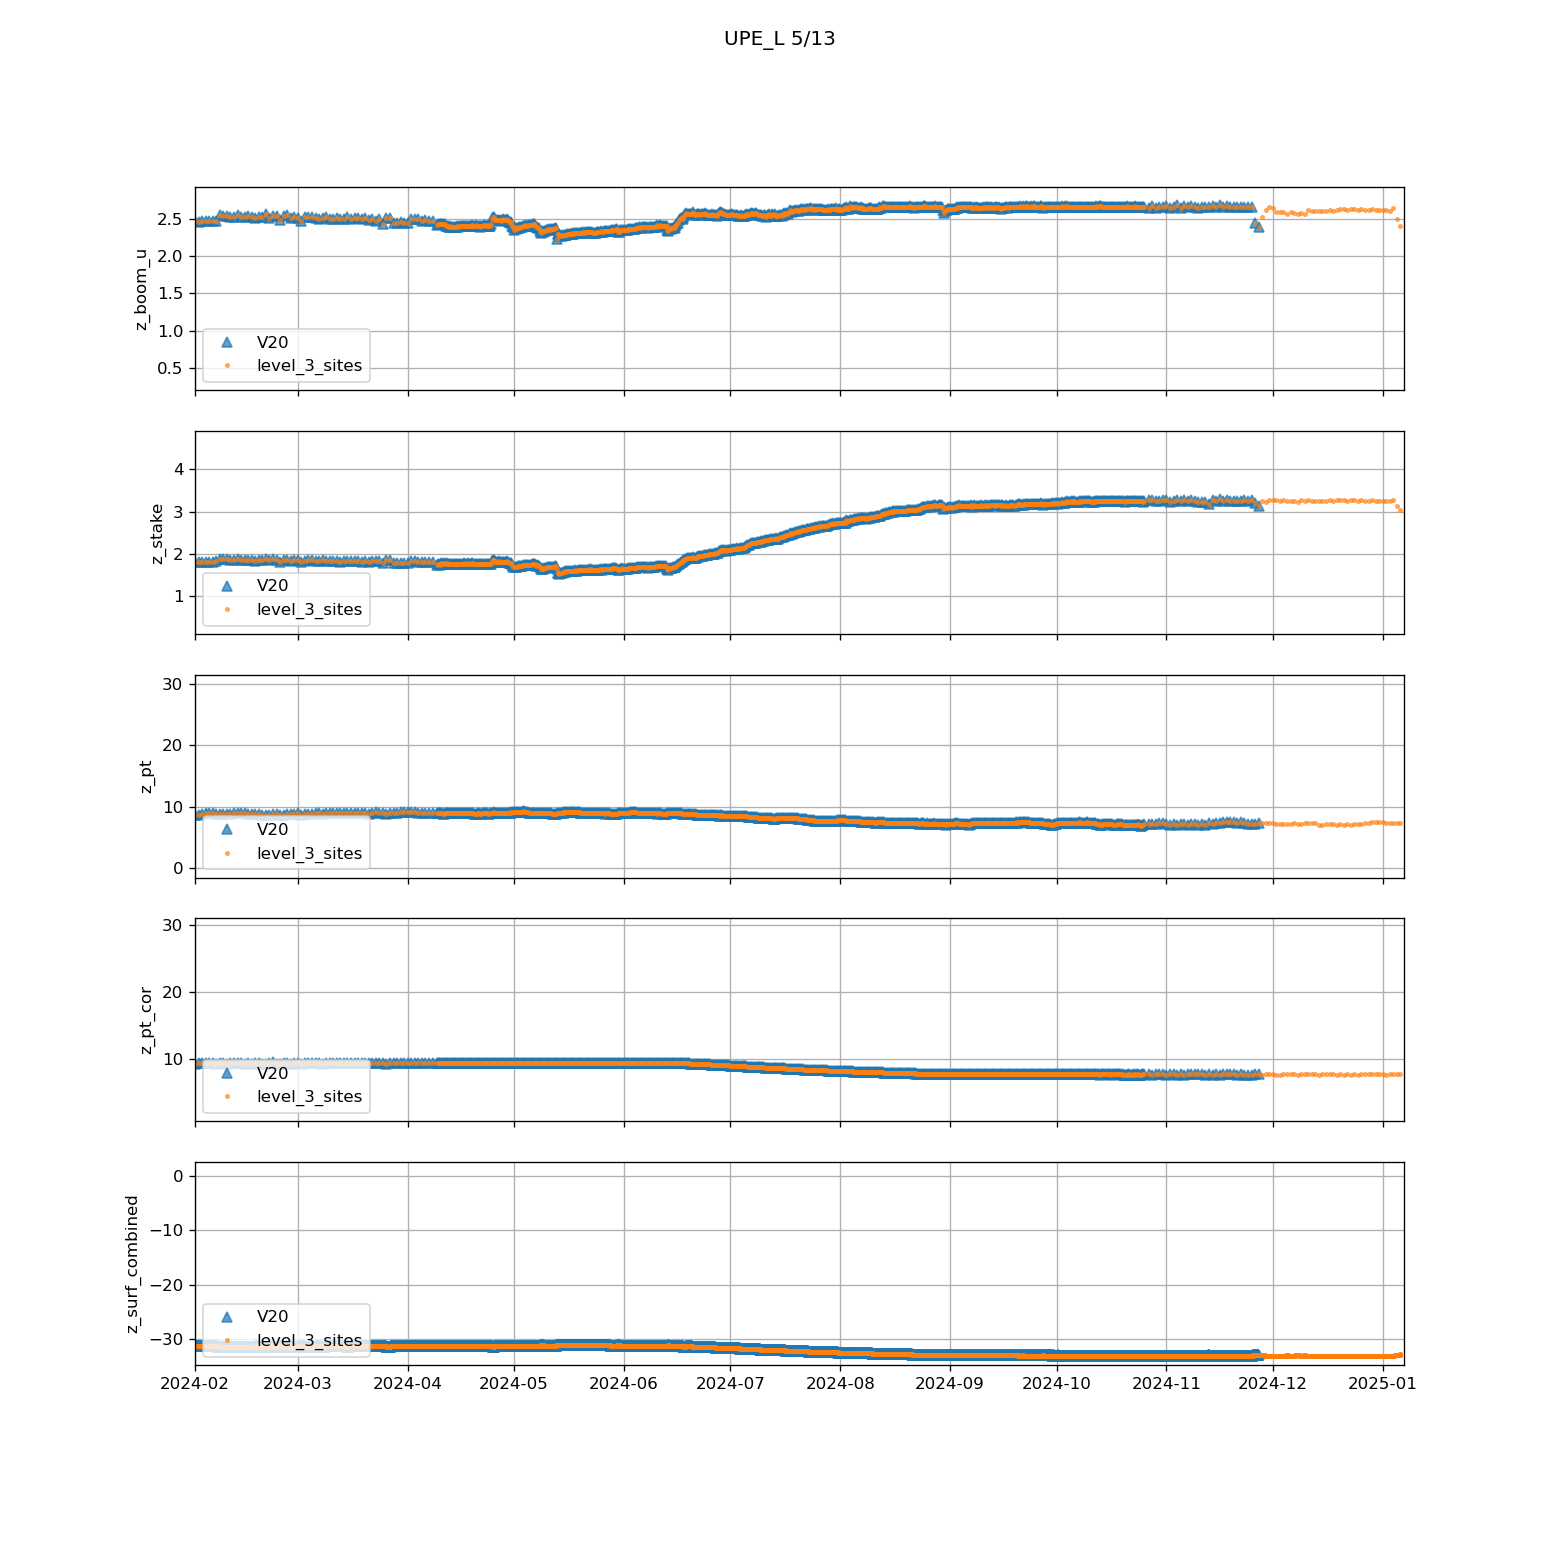 UPE_L 5/13
z_boom_u
2.5
2.0
1.5
1.0
0.5
V20
level_3_sites
z_stake
4
3
2
1
V20
level_3_sites
z_pt
30
20
10
0
V20
level_3_sites
z_pt_cor
30
20
10
V20
level_3_sites
z_surf_combined
0
−10
−20
−30
V20
level_3_sites
2024-02 2024-03 2024-04 2024-05 2024-06 2024-07 2024-08 2024-09 2024-10 2024-11 2024-12 2025-01